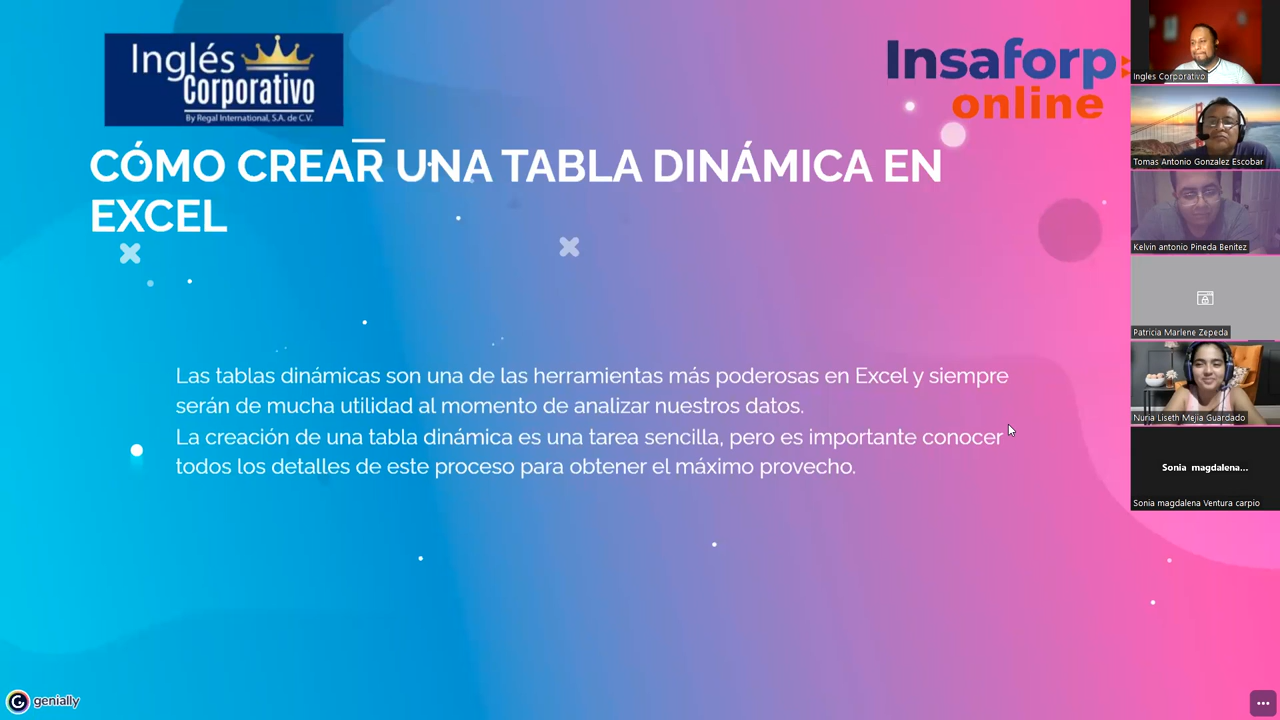 Inglés
Corporativo
By Regal International, S.A. de C.V.
Insaforp
online
CÓMO CREAR UNA TABLA DINÁMICA EN
EXCEL
Las tablas dinámicas son una de las herramientas más poderosas en Excel y siempre
serán de mucha utilidad al momento de analizar nuestros datos.
La creación de una tabla dinámica es una tarea sencilla, pero es importante conocer
todos los detalles de este proceso para obtener el máximo provecho.
genially
Ingles Corporativo
Tomas Antonio Gonzalez Escobar
Kelvin antonio Pineda Benitez
Patricia Marlene Zepeda
Nuria Liseth Mejia Guardado
Sonia magdalena...
Sonia magdalena Ventura carpio